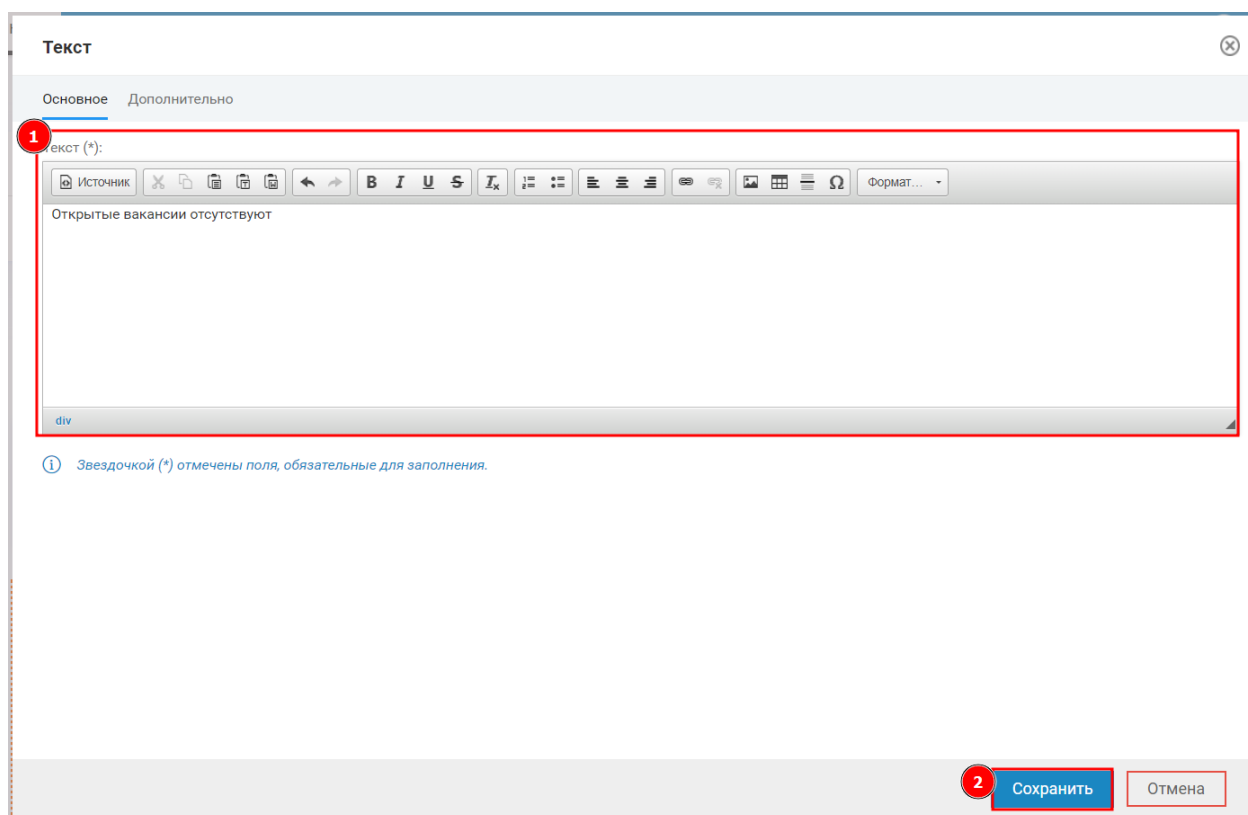 Текст
Основное Дополнительно
1
Текст (*):
Источник B I U S Ix Ω Формат...
Открытые вакансии отсутствуют
div
Звездочкой (*) отмечены поля, обязательные для заполнения.
2
Сохранить Отмена